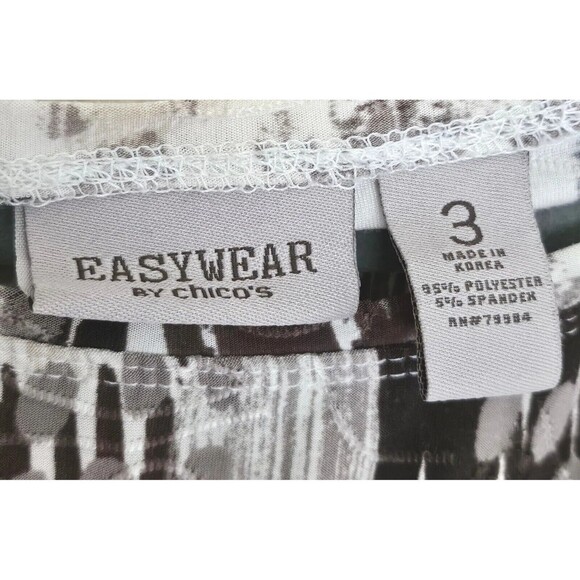 EASYWEAR
BY chico's
3
MADE IN
KOREA
95% POLYESTER
5% SPANDEX
RN#79984